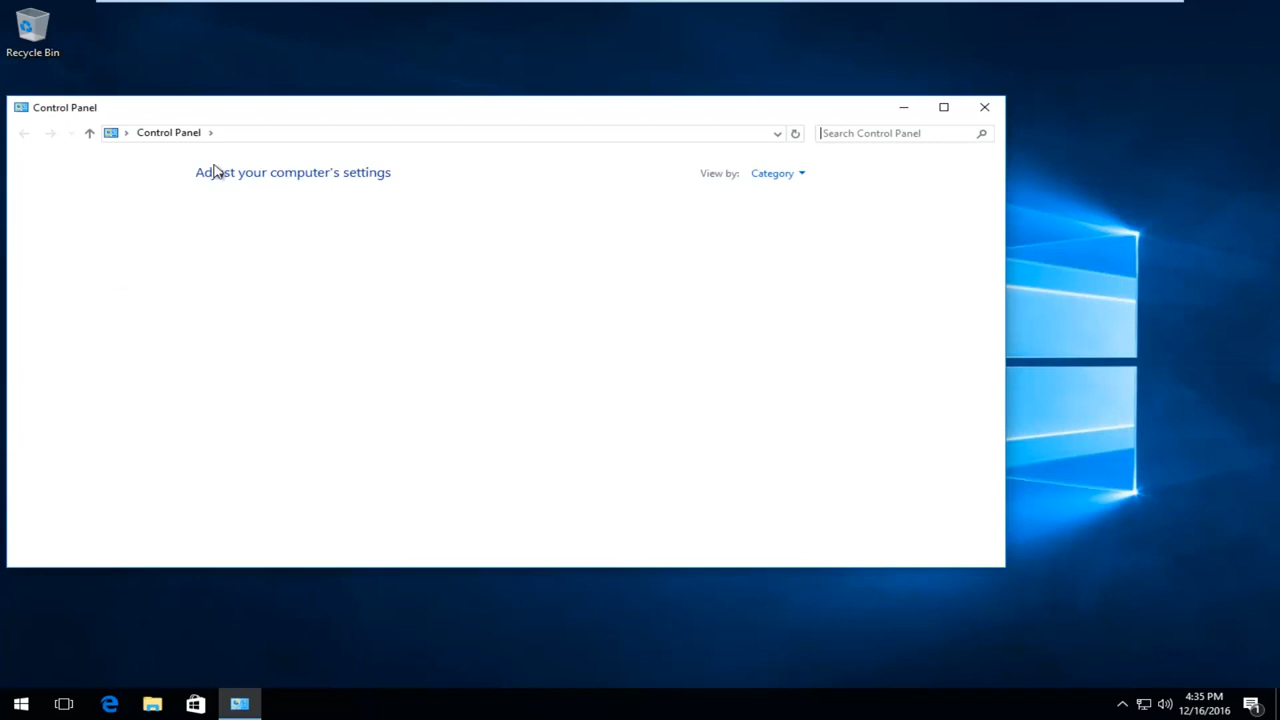 Recycle Bin
Control Panel
Control Panel
Search Control Panel
Adjust your computer's settings
View by: Category
4:35 PM
12/16/2016
1